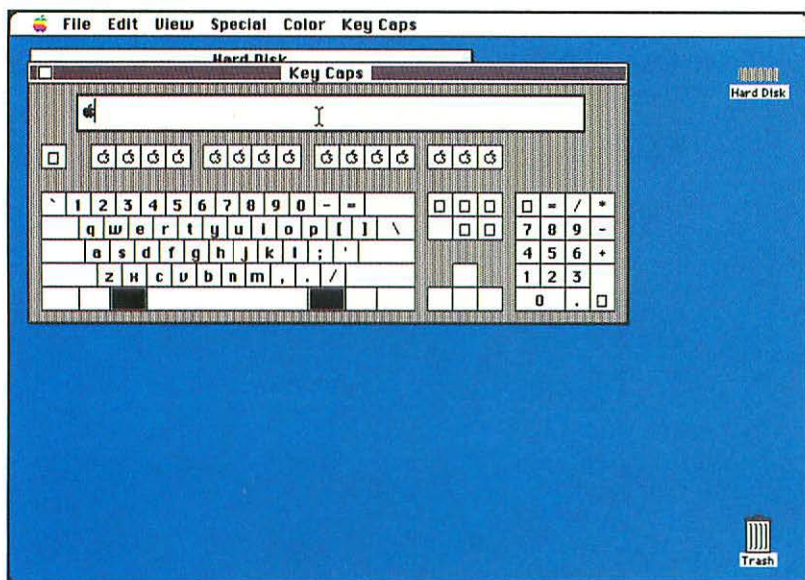 File Edit View Special Color Key Caps
Hard Disk
Key Caps
Hard Disk
` 1 2 3 4 5 6 7 8 9 0 - =
= / *
q w e r t y u i o p [ ] \
7 8 9 -
a s d f g h j k l ; '
4 5 6 +
z x c v b n m , . /
1 2 3
0 .
Trash